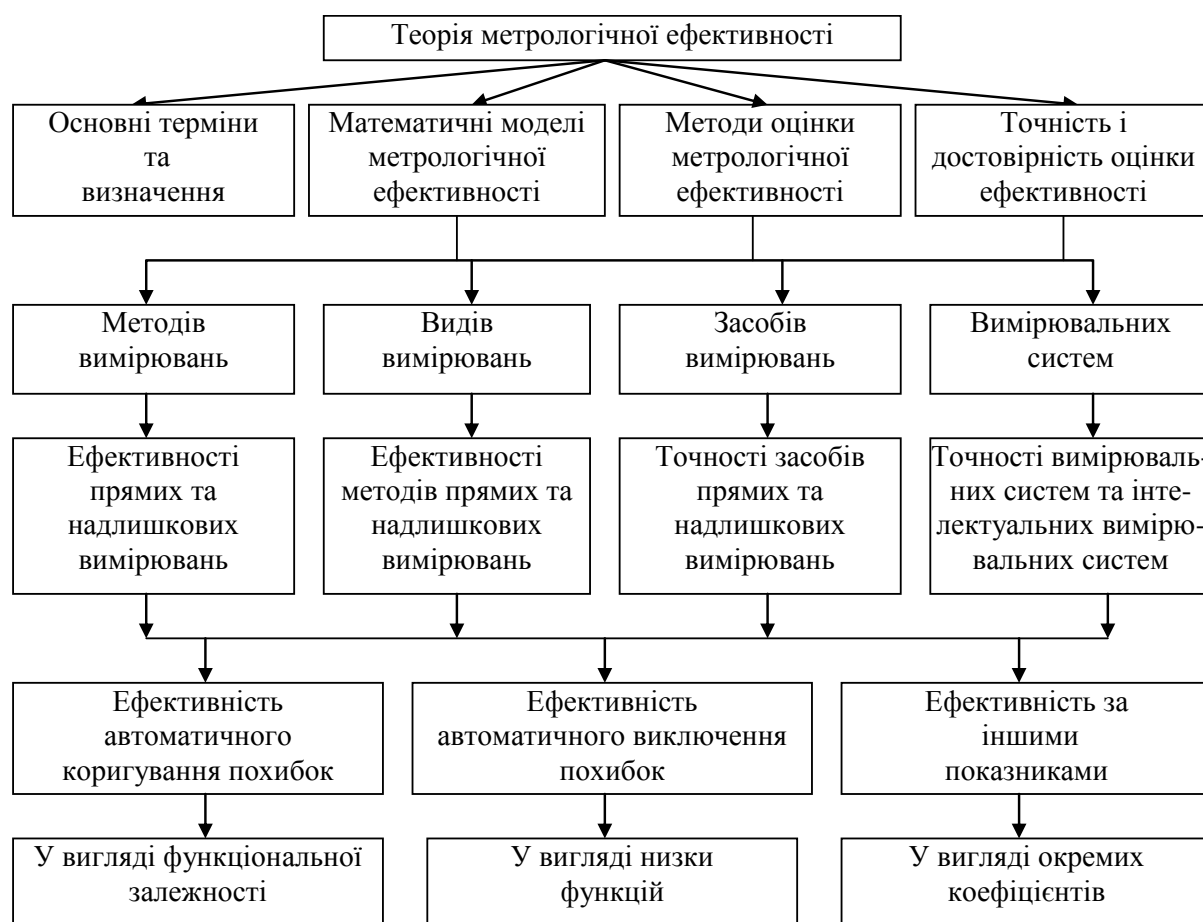 Теорія метрологічної ефективності
Основні терміни
та
визначення
Математичні моделі
метрологічної
ефективності
Методи оцінки
метрологічної
ефективності
Точність і
достовірність оцінки
ефективності
Методів
вимірювань
Видів
вимірювань
Засобів
вимірювань
Вимірювальних
систем
Ефективності
прямих та
надлишкових
вимірювань
Ефективності
методів прямих та
надлишкових
вимірювань
Точності засобів
прямих та
надлишкових
вимірювань
Точності вимірюваль-
них систем та інте-
лектуальних вимірю-
вальних систем
Ефективність
автоматичного
коригування похибок
Ефективність
автоматичного виключення
похибок
Ефективність за
іншими
показниками
У вигляді функціональної
залежності
У вигляді низки
функцій
У вигляді окремих
коефіцієнтів